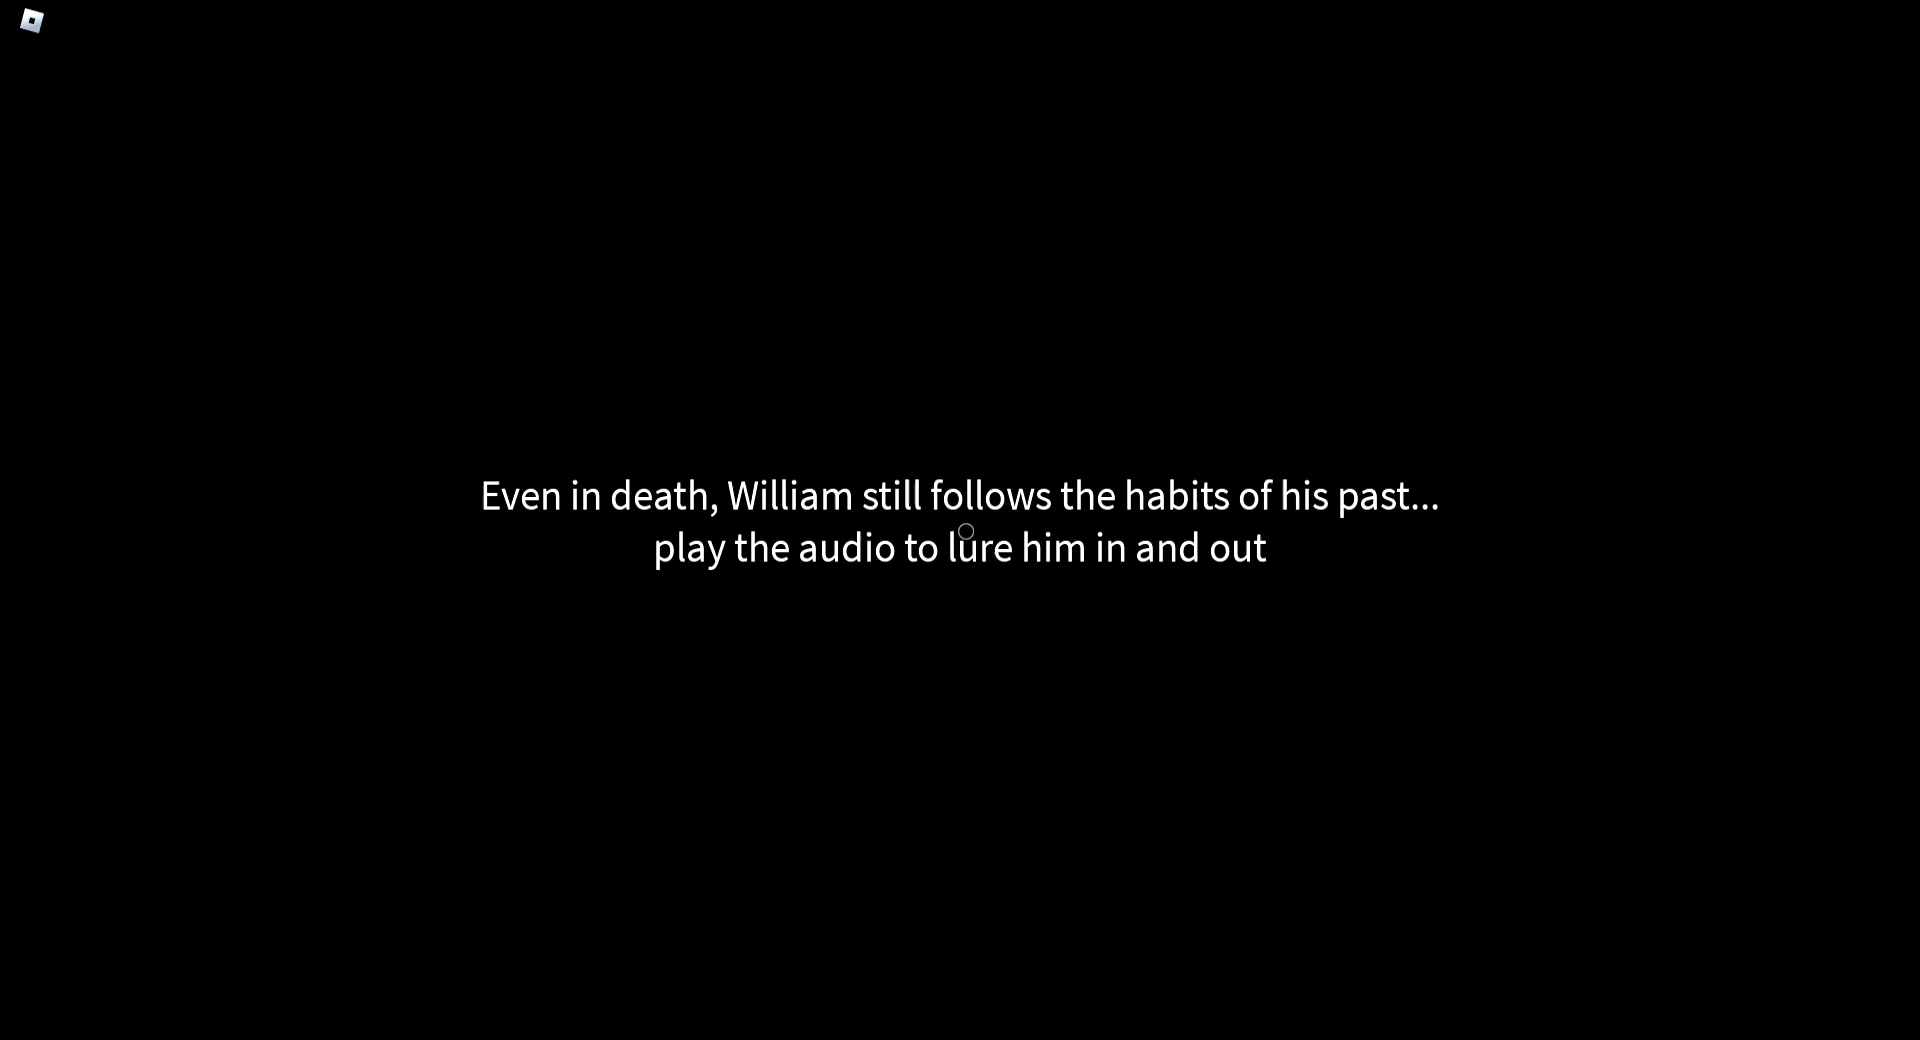 Even in death, William still follows the habits of his past...
play the audio to lure him in and out